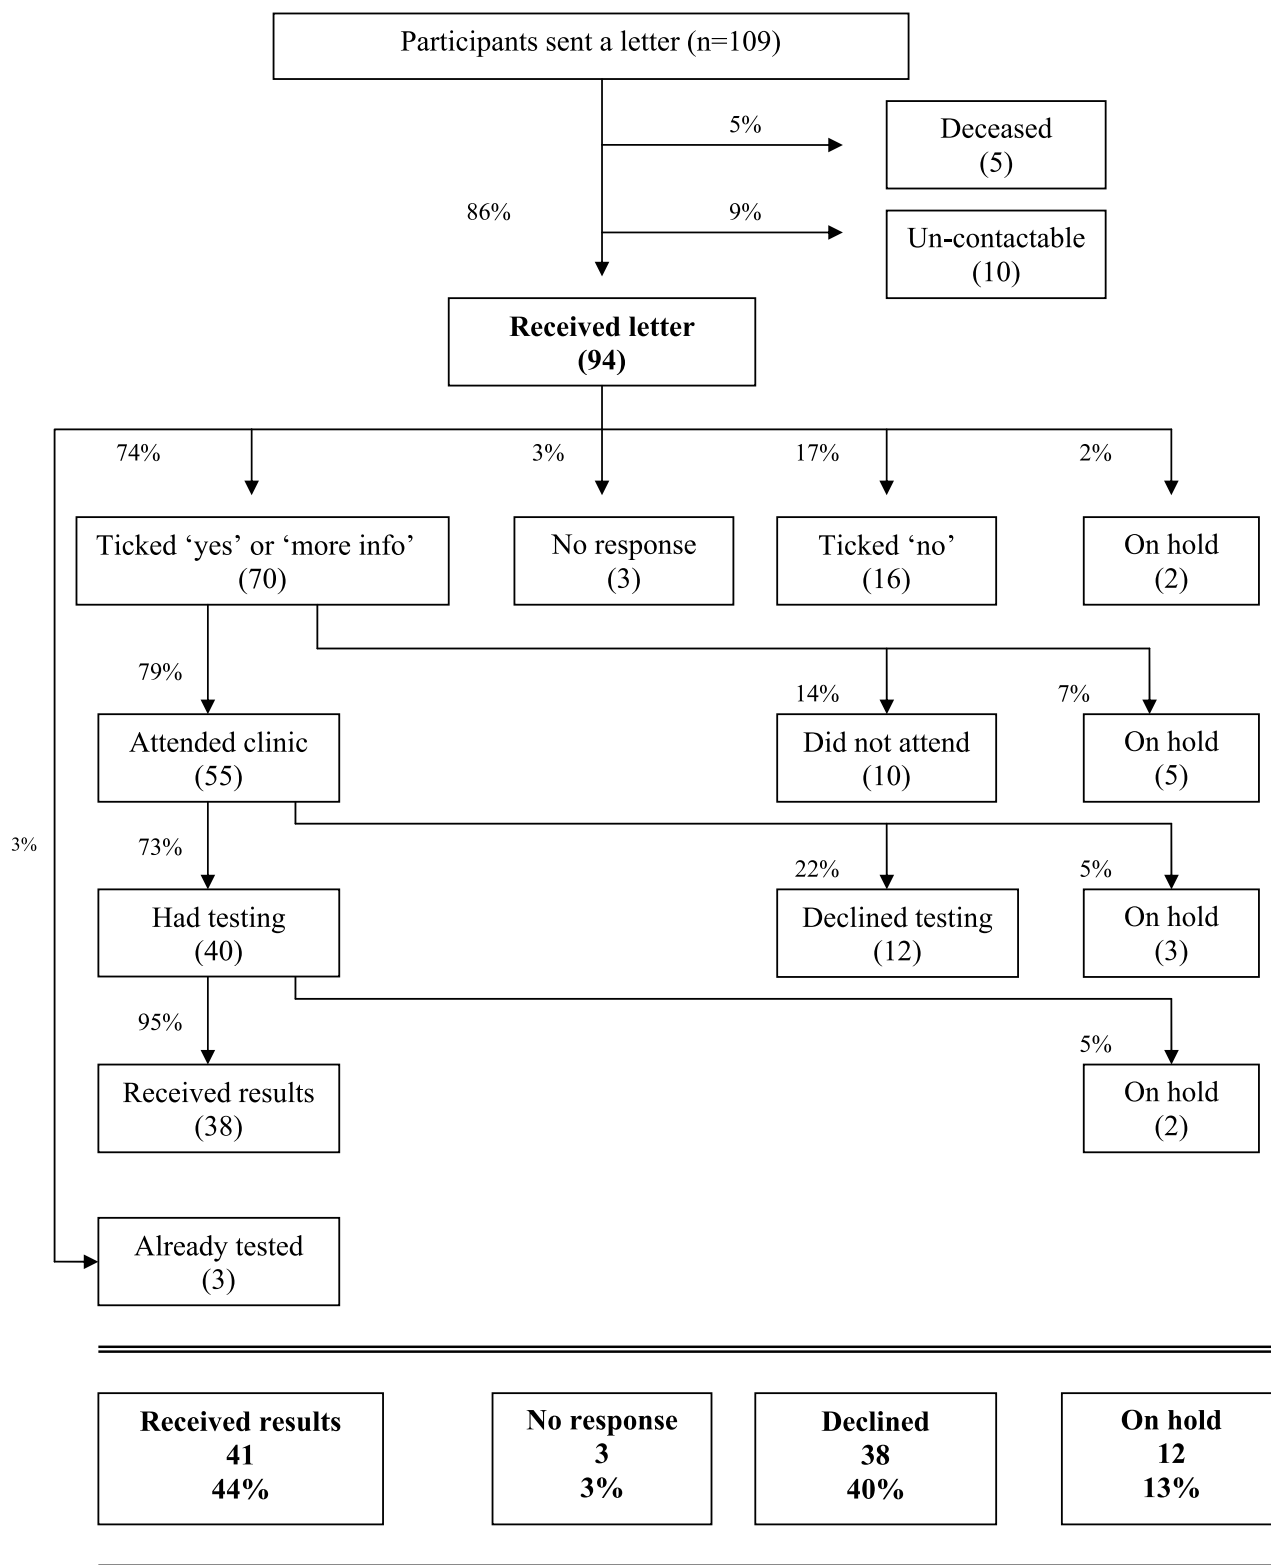 Participants sent a letter (n=109)
5%
Deceased
(5)
86%
9%
Un-contactable
(10)
Received letter
(94)
74%
3%
17%
2%
Ticked ‘yes’ or ‘more info’
(70)
No response
(3)
Ticked ‘no’
(16)
On hold
(2)
79%
14%
7%
Attended clinic
(55)
Did not attend
(10)
On hold
(5)
3%
73%
22%
5%
Had testing
(40)
Declined testing
(12)
On hold
(3)
95%
5%
Received results
(38)
On hold
(2)
Already tested
(3)
Received results
41
44%
No response
3
3%
Declined
38
40%
On hold
12
13%